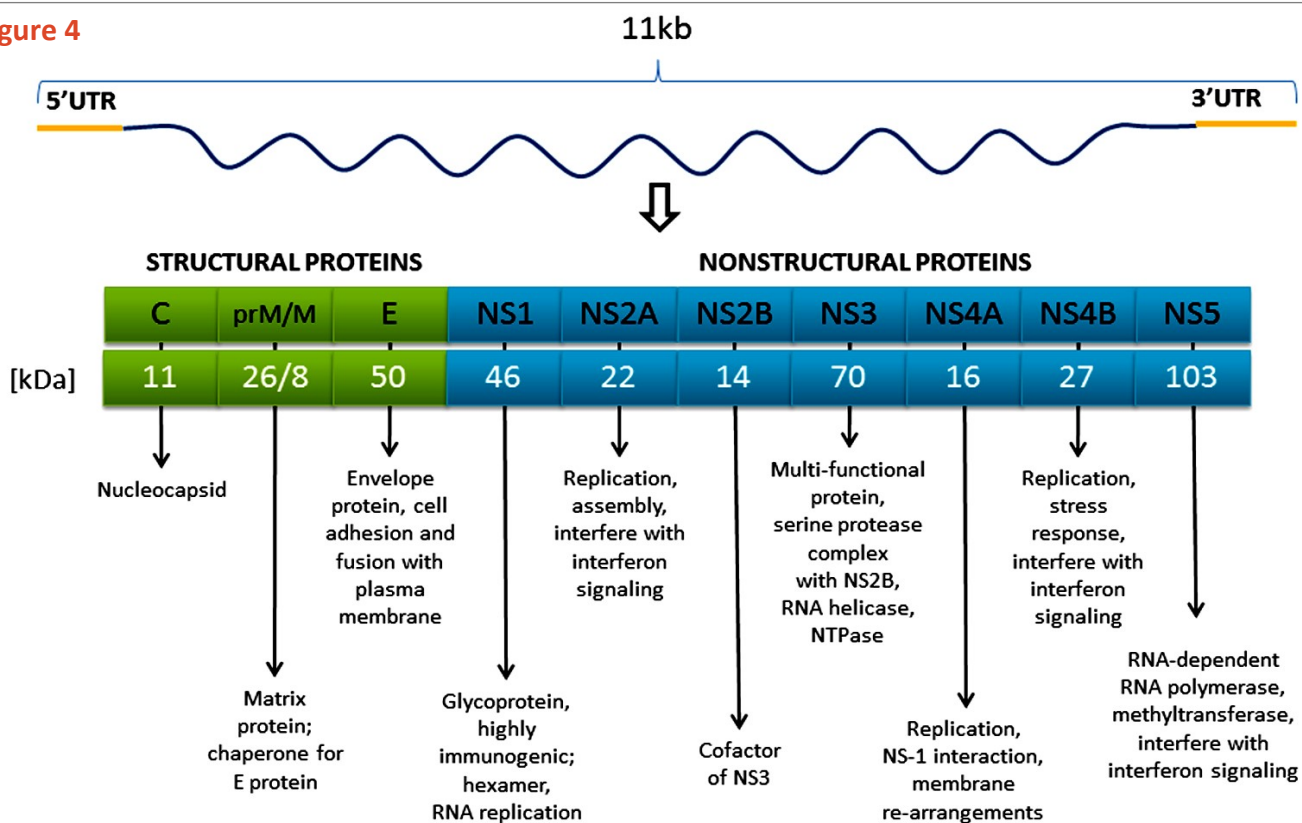 gure 4
11kb
5'UTR
3'UTR
STRUCTURAL PROTEINS
NONSTRUCTURAL PROTEINS
C prM/M E NS1 NS2A NS2B NS3 NS4A NS4B NS5
[kDa] 11 26/8 50 46 22 14 70 16 27 103
Nucleocapsid
Matrix
protein;
chaperone for
E protein
Envelope
protein, cell
adhesion and
fusion with
plasma
membrane
Glycoprotein,
highly
immunogenic;
hexamer,
RNA replication
Replication,
assembly,
interfere with
interferon
signaling
Cofactor
of NS3
Multi-functional
protein,
serine protease
complex
with NS2B,
RNA helicase,
NTPase
Replication,
NS-1 interaction,
membrane
re-arrangements
Replication,
stress
response,
interfere with
interferon
signaling
RNA-dependent
RNA polymerase,
methyltransferase,
interfere with
interferon signaling